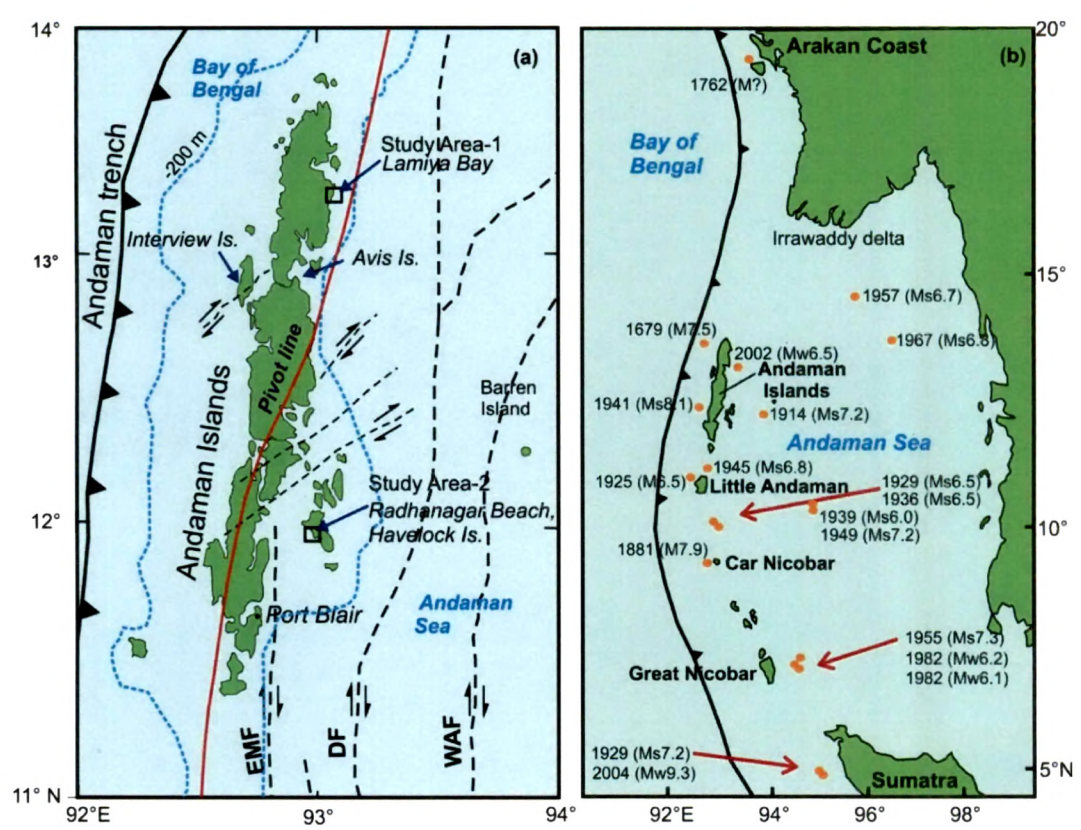 14°
(a)
Bay of
Bengal
-200 m
Andaman trench
Study Area-1
Lamiya Bay
Interview Is.
13°
Avis Is.
Pivot line
Andaman Islands
Barren
Island
Study Area-2
Radhanagar Beach,
Havelock Is.
12°
Port Blair
Andaman
Sea
EMF
DF
WAF
11° N
92°E
93°
94°
20°
Arakan Coast
(b)
1762 (M?)
Bay of
Bengal
Irrawaddy delta
15°
1957 (Ms6.7)
1679 (M7.5)
1967 (Ms6.8)
2002 (Mw6.5)
Andaman
Islands
1941 (Ms8.1)
1914 (Ms7.2)
Andaman Sea
1945 (Ms6.8)
1925 (M6.5)
Little Andaman
1929 (Ms6.5)
1936 (Ms6.5)
1939 (Ms6.0)
1949 (Ms7.2)
10°
1881 (M7.9)
Car Nicobar
1955 (Ms7.3)
1982 (Mw6.2)
1982 (Mw6.1)
Great Nicobar
1929 (Ms7.2)
2004 (Mw9.3)
Sumatra
5°N
92°E
94°
96°
98°